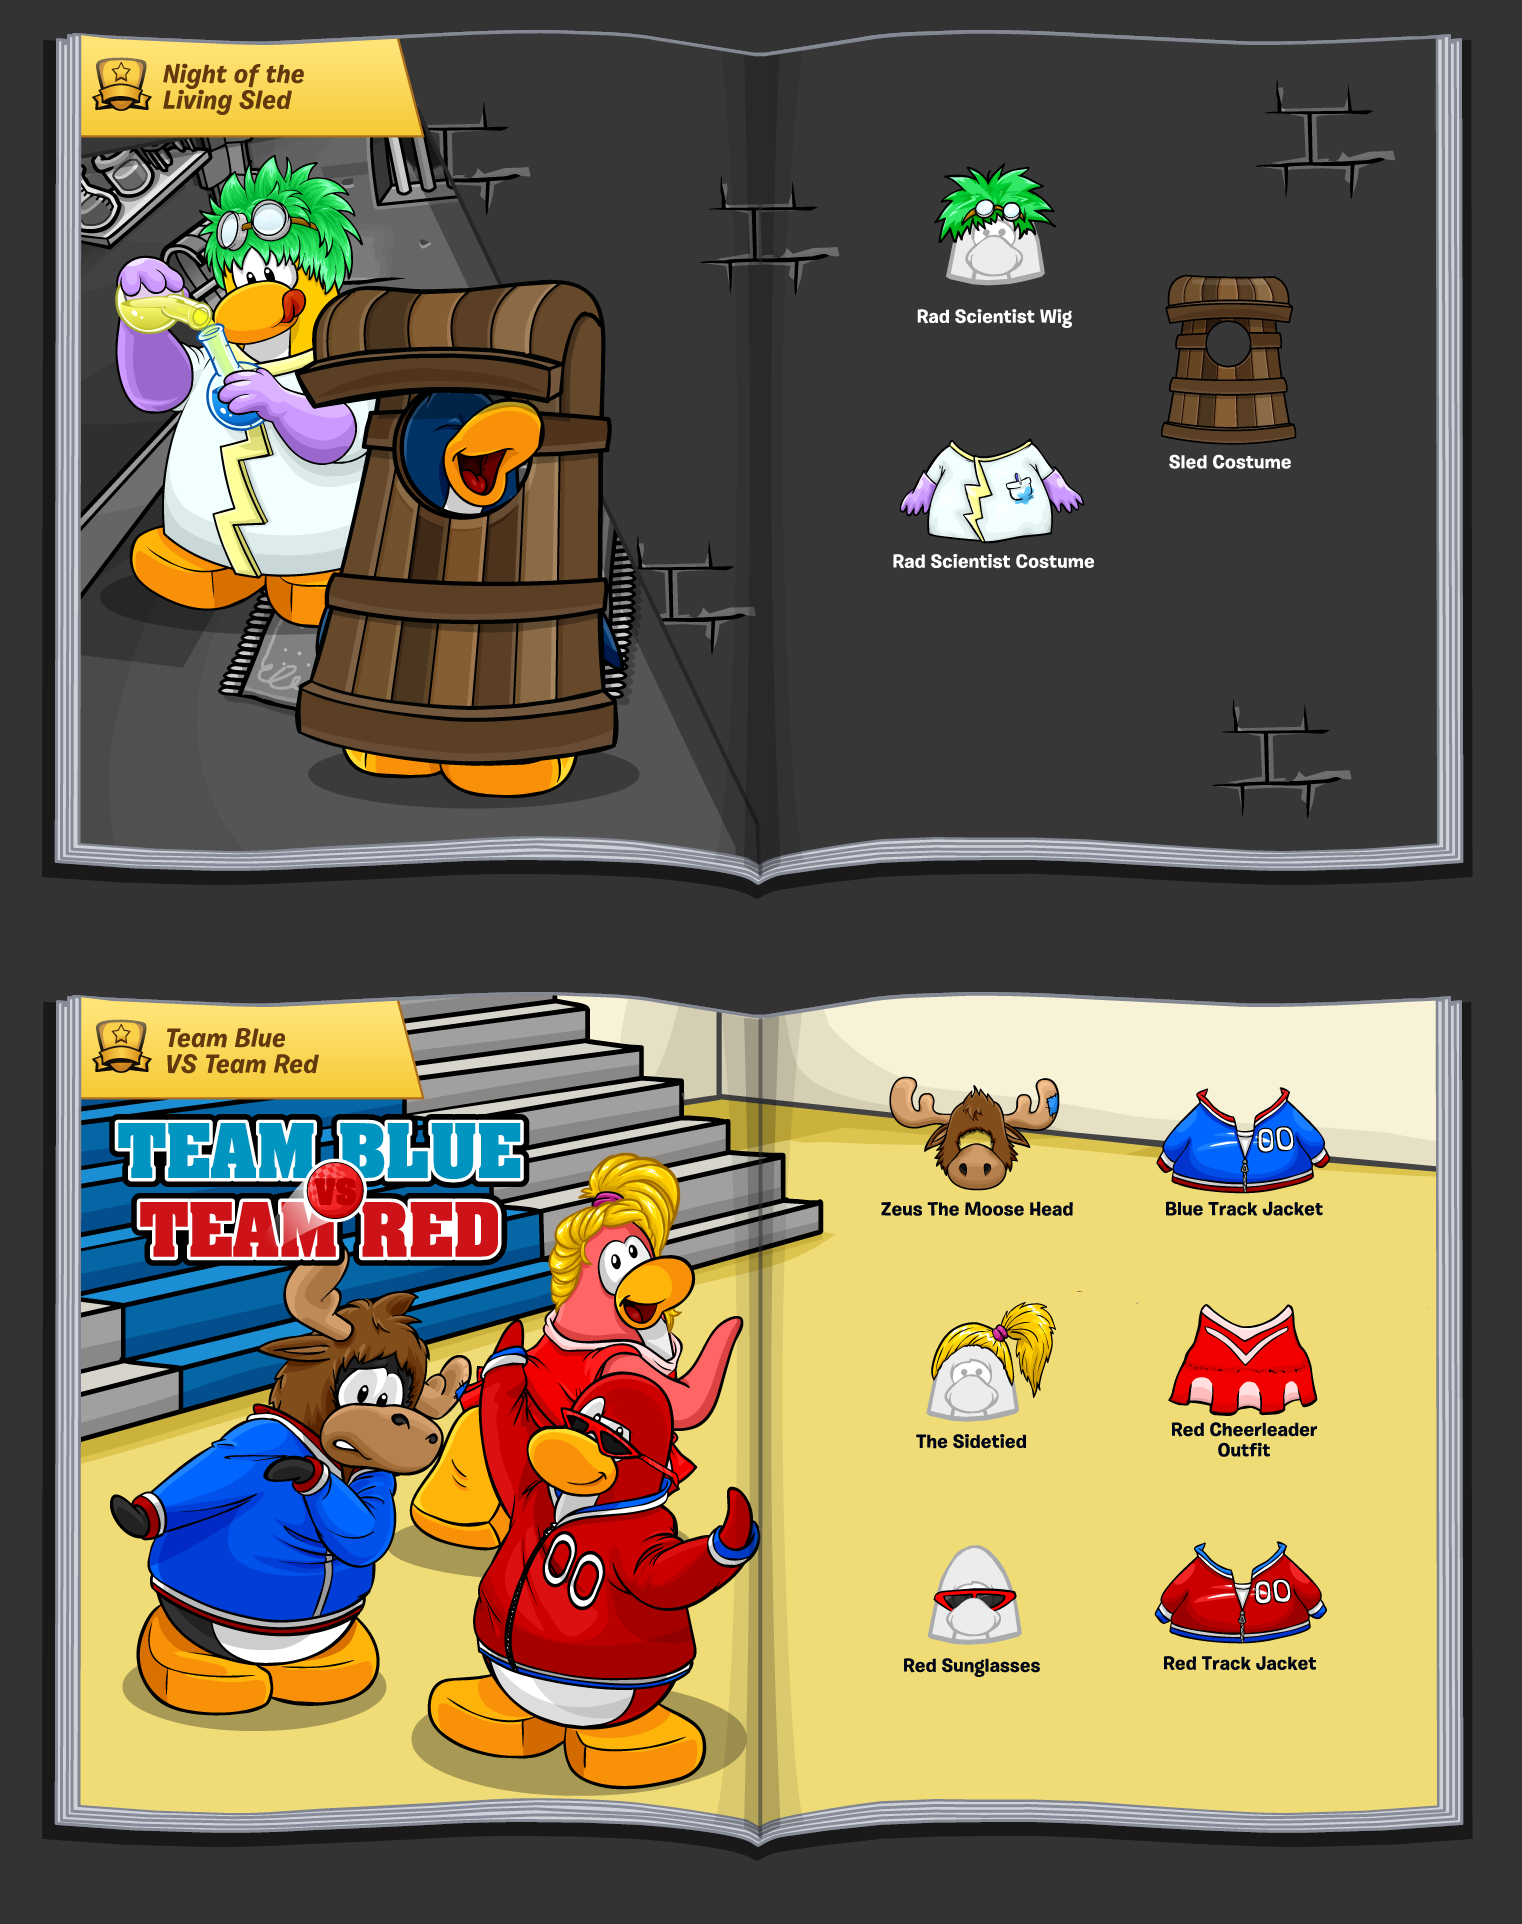 Night of the
Living Sled
Rad Scientist Wig
Sled Costume
Rad Scientist Costume
Team Blue
VS Team Red
TEAM BLUE
VS
TEAM RED
Zeus The Moose Head
00
Blue Track Jacket
The Sidetied
Red Cheerleader
Outfit
00
Red Sunglasses
00
Red Track Jacket